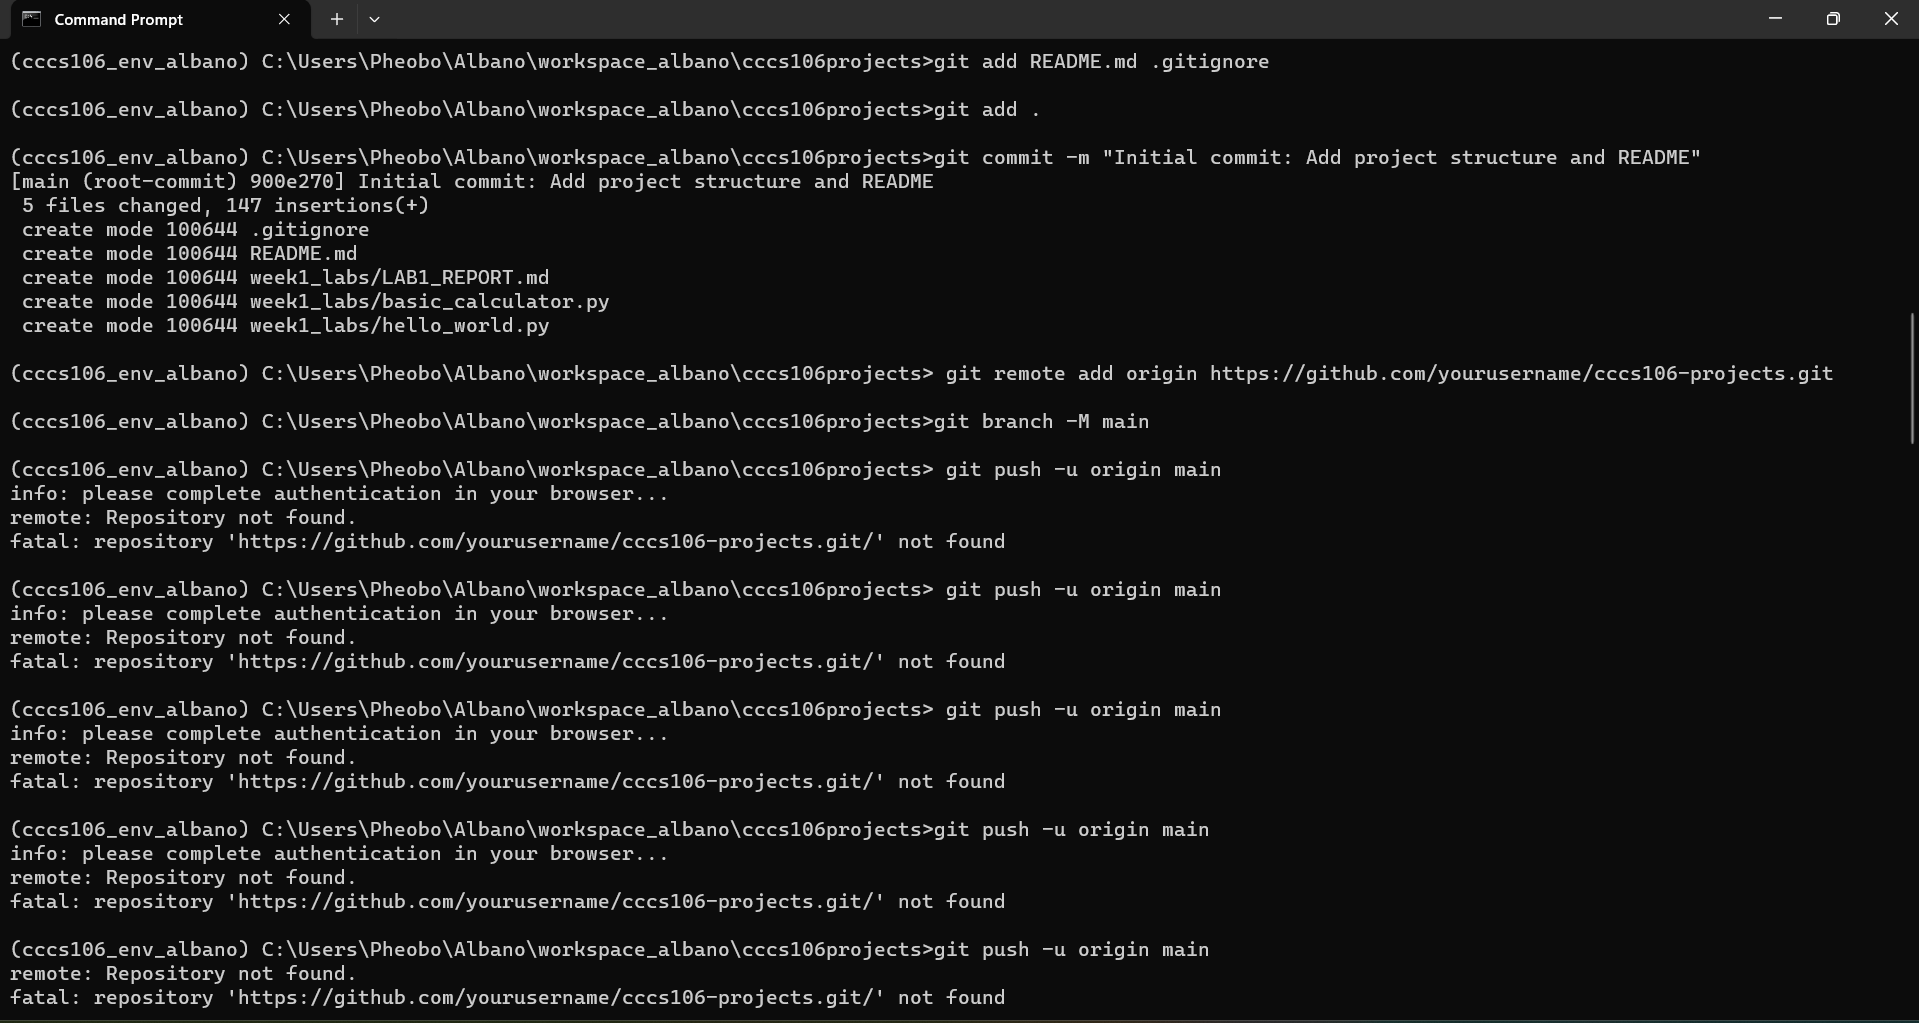 Command Prompt
(cccs106_env_albano) C:\Users\Pheobo\Albano\workspace_albano\cccs106projects>git add README.md .gitignore
(cccs106_env_albano) C:\Users\Pheobo\Albano\workspace_albano\cccs106projects>git add .
(cccs106_env_albano) C:\Users\Pheobo\Albano\workspace_albano\cccs106projects>git commit -m "Initial commit: Add project structure and README"
[main (root-commit) 900e270] Initial commit: Add project structure and README
 5 files changed, 147 insertions(+)
 create mode 100644 .gitignore
 create mode 100644 README.md
 create mode 100644 week1_labs/LAB1_REPORT.md
 create mode 100644 week1_labs/basic_calculator.py
 create mode 100644 week1_labs/hello_world.py
(cccs106_env_albano) C:\Users\Pheobo\Albano\workspace_albano\cccs106projects> git remote add origin https://github.com/yourusername/cccs106-projects.git
(cccs106_env_albano) C:\Users\Pheobo\Albano\workspace_albano\cccs106projects>git branch -M main
(cccs106_env_albano) C:\Users\Pheobo\Albano\workspace_albano\cccs106projects> git push -u origin main
info: please complete authentication in your browser...
remote: Repository not found.
fatal: repository 'https://github.com/yourusername/cccs106-projects.git/' not found
(cccs106_env_albano) C:\Users\Pheobo\Albano\workspace_albano\cccs106projects> git push -u origin main
info: please complete authentication in your browser...
remote: Repository not found.
fatal: repository 'https://github.com/yourusername/cccs106-projects.git/' not found
(cccs106_env_albano) C:\Users\Pheobo\Albano\workspace_albano\cccs106projects> git push -u origin main
info: please complete authentication in your browser...
remote: Repository not found.
fatal: repository 'https://github.com/yourusername/cccs106-projects.git/' not found
(cccs106_env_albano) C:\Users\Pheobo\Albano\workspace_albano\cccs106projects>git push -u origin main
info: please complete authentication in your browser...
remote: Repository not found.
fatal: repository 'https://github.com/yourusername/cccs106-projects.git/' not found
(cccs106_env_albano) C:\Users\Pheobo\Albano\workspace_albano\cccs106projects>git push -u origin main
remote: Repository not found.
fatal: repository 'https://github.com/yourusername/cccs106-projects.git/' not found